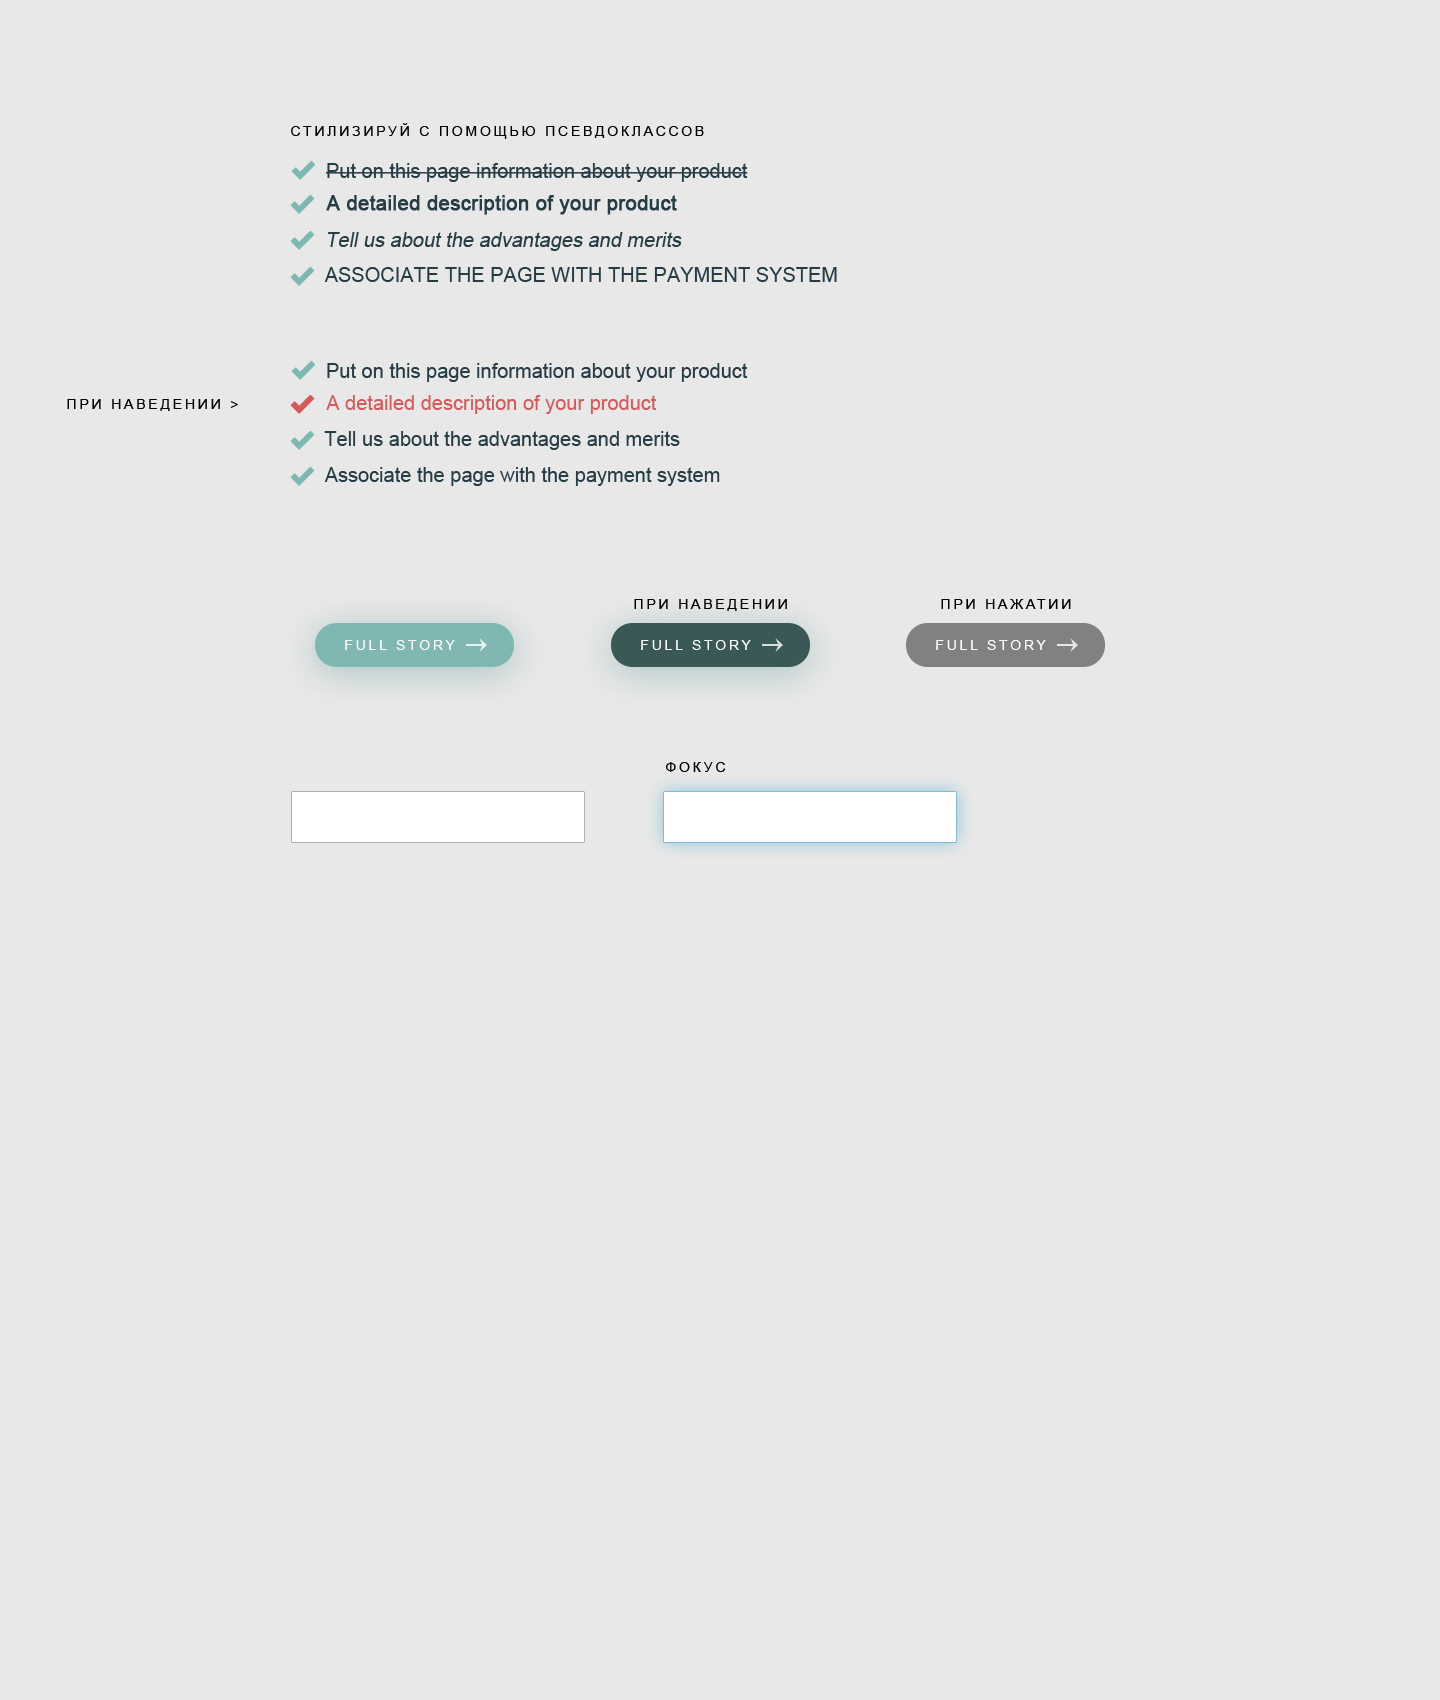 СТИЛИЗИРУЙ С ПОМОЩЬЮ ПСЕВДОКЛАССОВ
Put on this page information about your product
A detailed description of your product
Tell us about the advantages and merits
ASSOCIATE THE PAGE WITH THE PAYMENT SYSTEM
Put on this page information about your product
ПРИ НАВЕДЕНИИ >
A detailed description of your product
Tell us about the advantages and merits
Associate the page with the payment system
ПРИ НАВЕДЕНИИ
ПРИ НАЖАТИИ
FULL STORY
FULL STORY
FULL STORY
ФОКУС